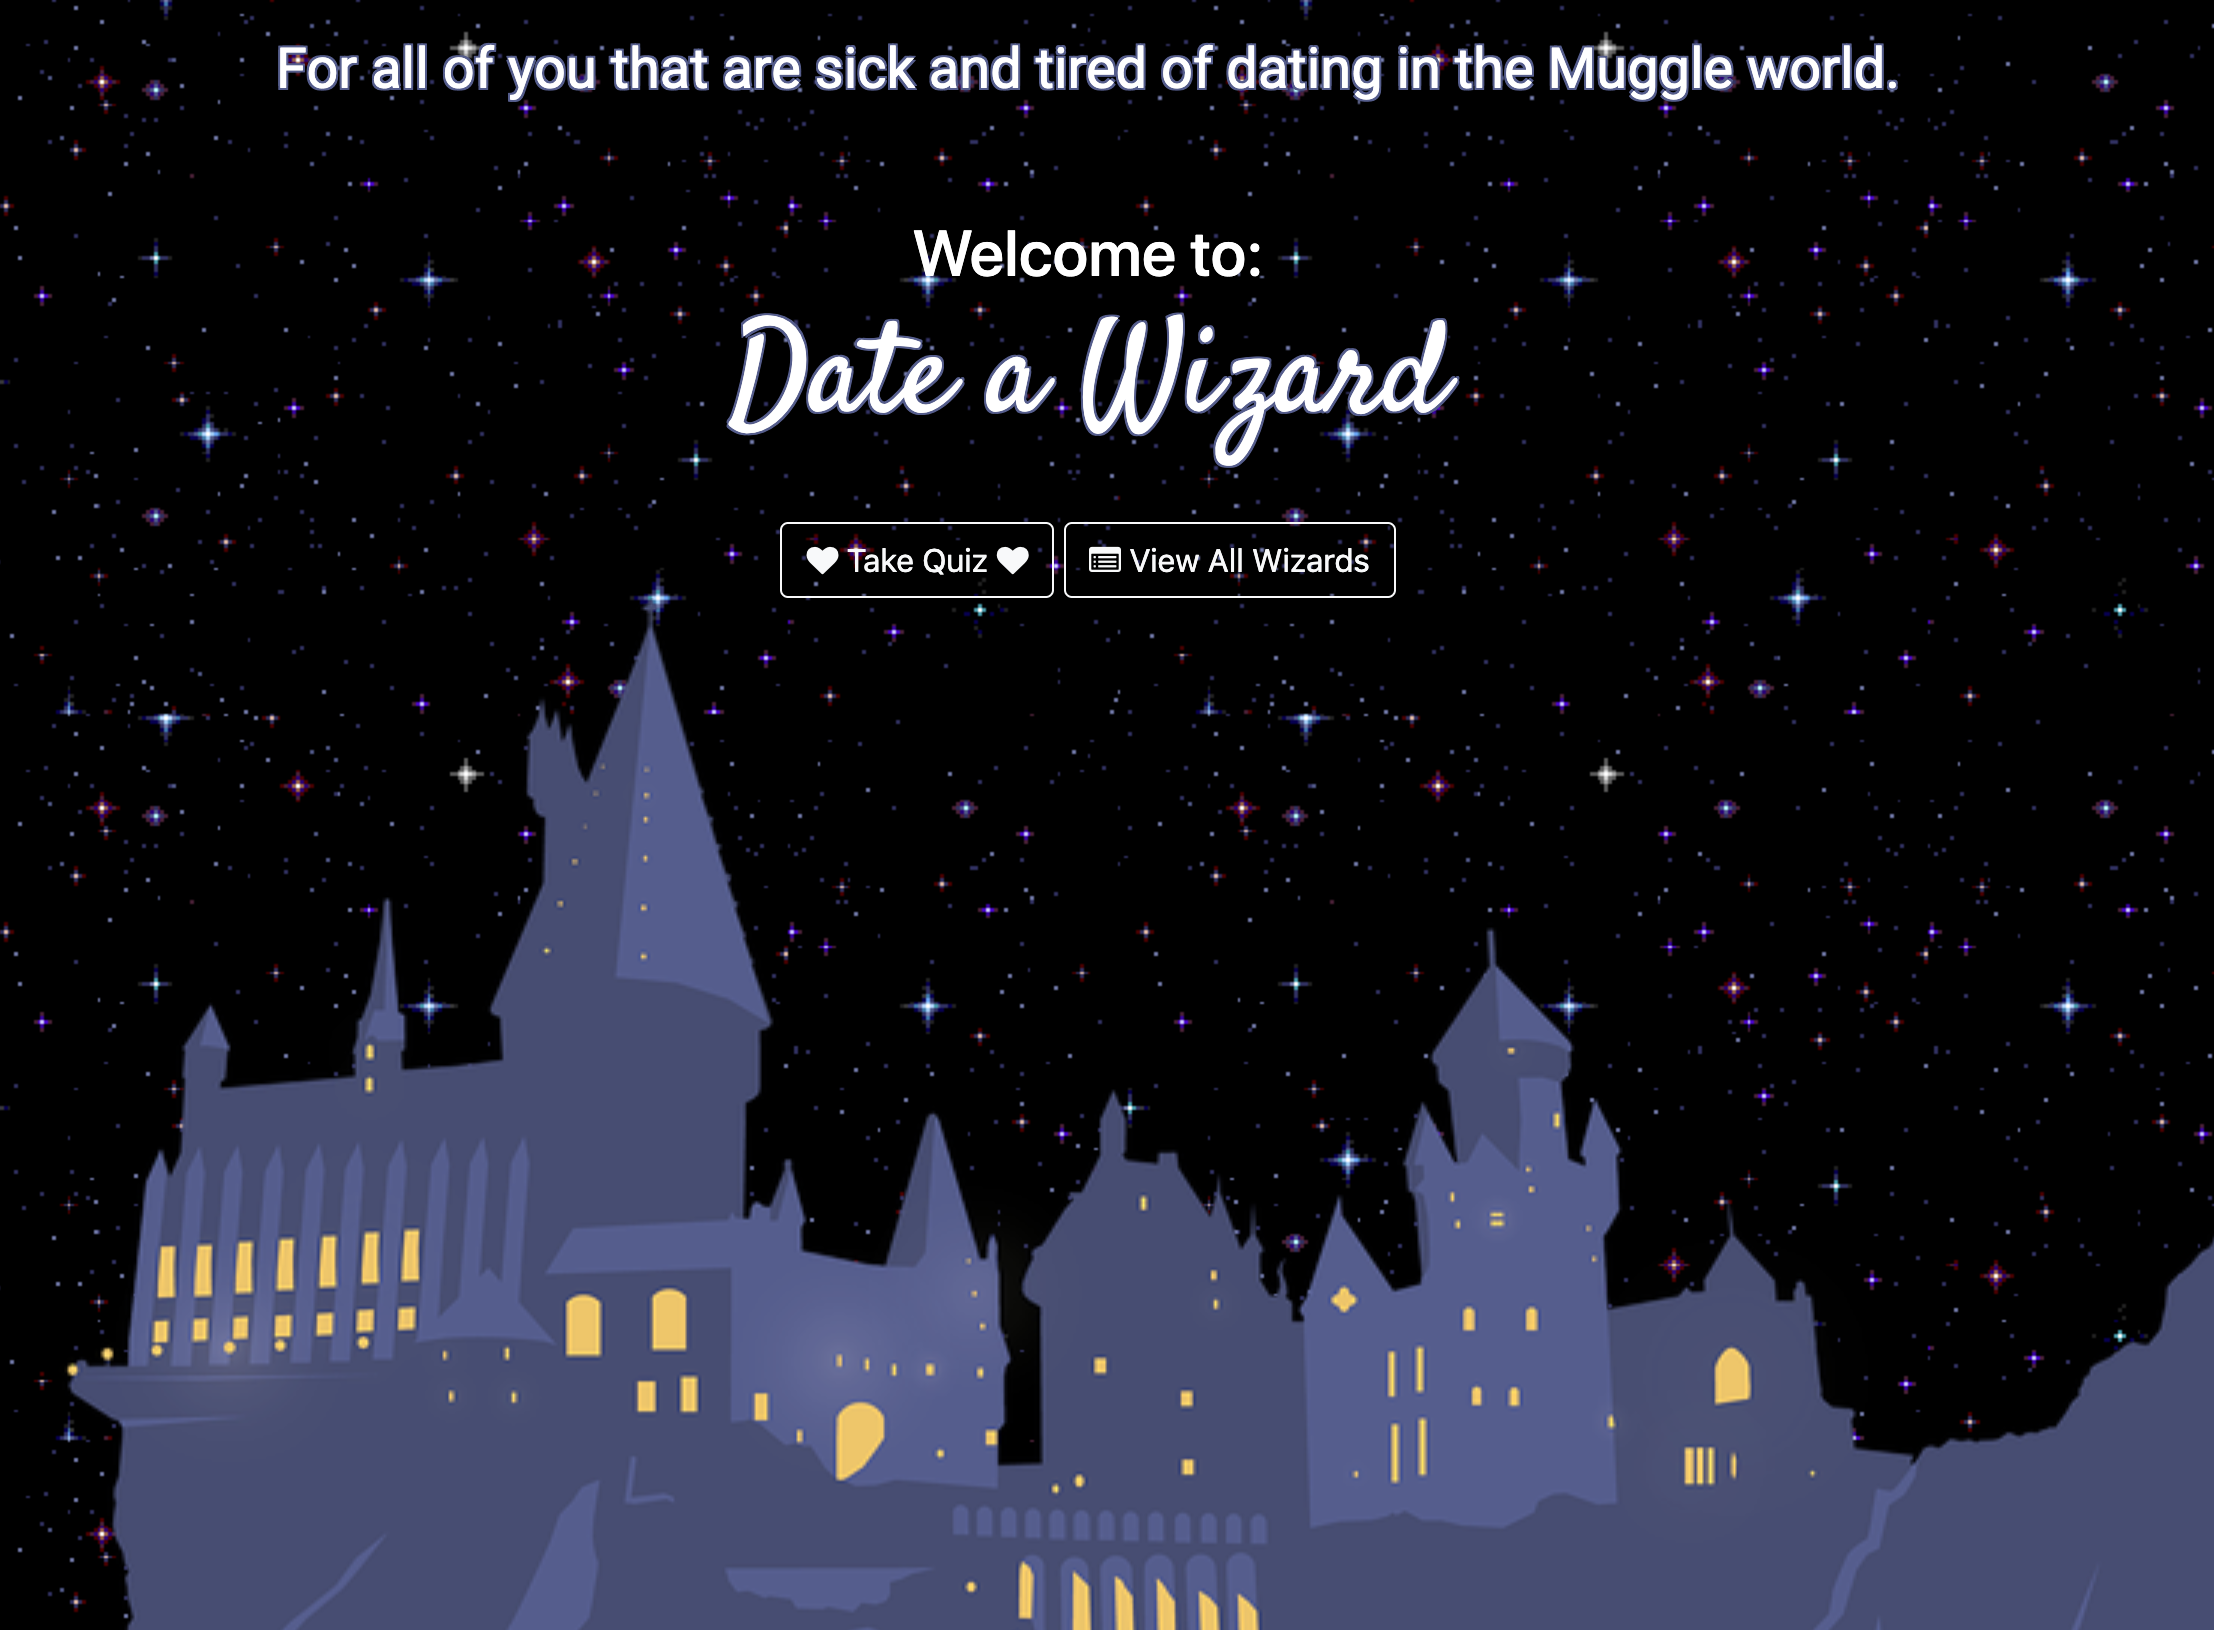 For all of you that are sick and tired of dating in the Muggle world.
Welcome to:
Date a Wizard
Take Quiz
View All Wizards